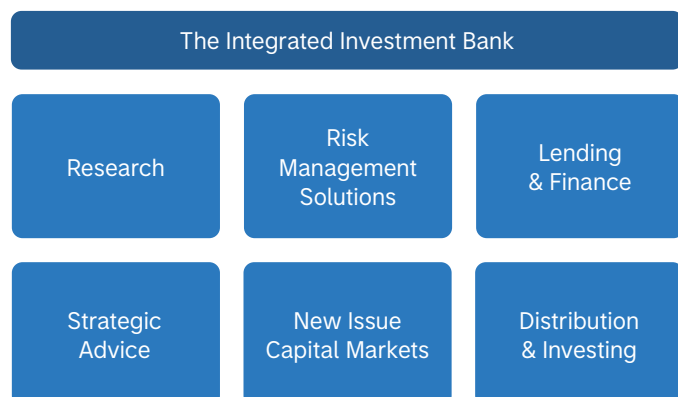 The Integrated Investment Bank
Research
Risk
Management
Solutions
Lending
& Finance
Strategic
Advice
New Issue
Capital Markets
Distribution
& Investing